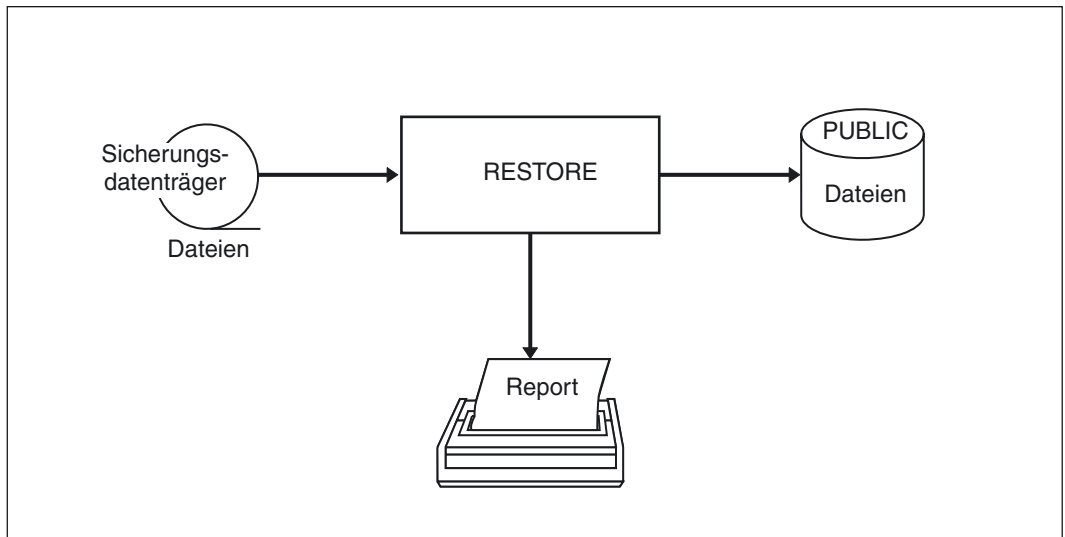 Sicherungs-
datenträger
Dateien
RESTORE
PUBLIC
Dateien
Report